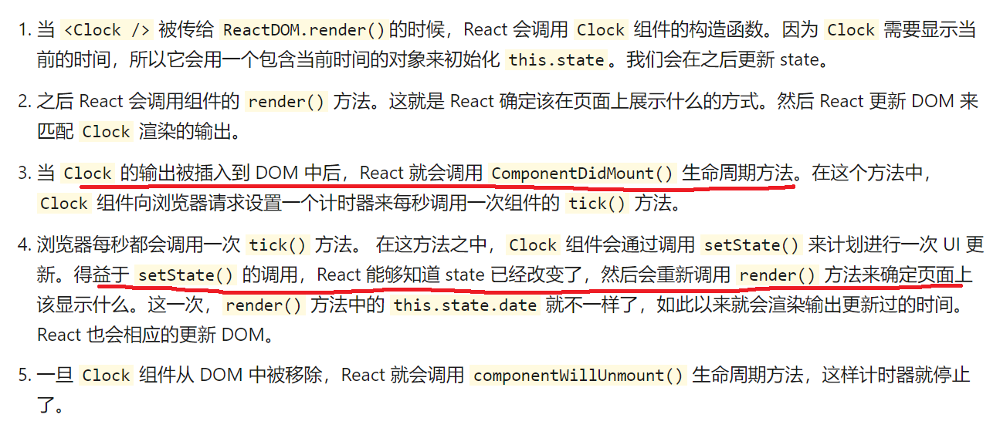 1. 当 <Clock /> 被传给 ReactDOM.render()的时候，React 会调用 Clock 组件的构造函数。因为 Clock 需要显示当
前的时间，所以它会用一个包含当前时间的对象来初始化 this.state。我们会在之后更新 state。
2. 之后 React 会调用组件的 render() 方法。这就是 React 确定该在页面上展示什么的方式。然后 React 更新 DOM 来
匹配 Clock 渲染的输出。
3. 当 Clock 的输出被插入到 DOM 中后，React 就会调用 ComponentDidMount() 生命周期方法。在这个方法中，
Clock 组件向浏览器请求设置一个计时器来每秒调用一次组件的 tick() 方法。
4. 浏览器每秒都会调用一次 tick() 方法。 在这方法之中，Clock 组件会通过调用 setState() 来计划进行一次 UI 更
新。得益于 setState() 的调用，React 能够知道 state 已经改变了，然后会重新调用 render() 方法来确定页面上
该显示什么。这一次，render() 方法中的 this.state.date 就不一样了，如此以来就会渲染输出更新过的时间。
React 也会相应的更新 DOM。
5. 一旦 Clock 组件从 DOM 中被移除，React 就会调用 componentWillUnmount() 生命周期方法，这样计时器就停止
了。